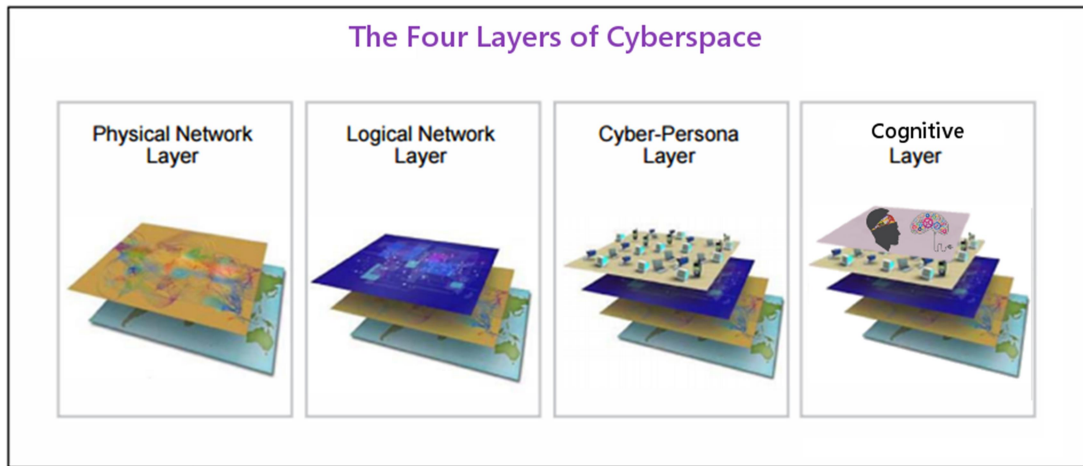 The Four Layers of Cyberspace
Physical Network
Layer
Logical Network
Layer
Cyber-Persona
Layer
Cognitive
Layer